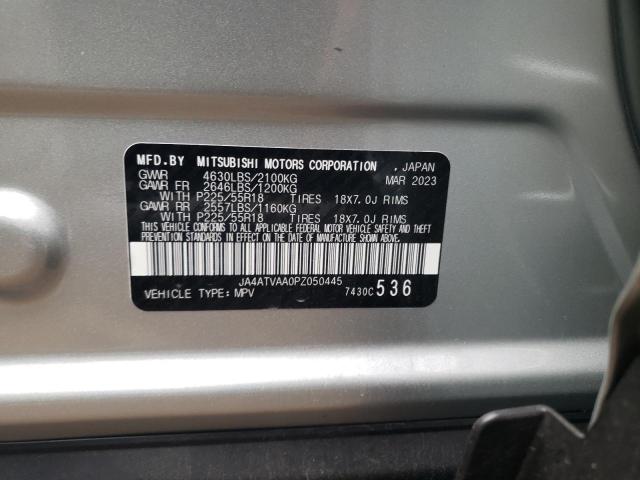 MFD.BY MITSUBISHI MOTORS CORPORATION , JAPAN
GVWR 4630LBS/2100KG MAR 2023
GAWR FR 2646LBS/1200KG
WITH P225/55R18 TIRES 18X7.0J RIMS
GAWR RR 2557LBS/1160KG
WITH P225/55R18 TIRES 18X7.0J RIMS
THIS VEHICLE CONFORMS TO ALL APPLICABLE FEDERAL MOTOR VEHICLE SAFETY AND THEFT
PREVENTION STANDARDS IN EFFECT ON THE DATE OF MANUFACTURE SHOWN ABOVE.
JA4ATVAA0PZ050445
VEHICLE TYPE: MPV 7430C 536